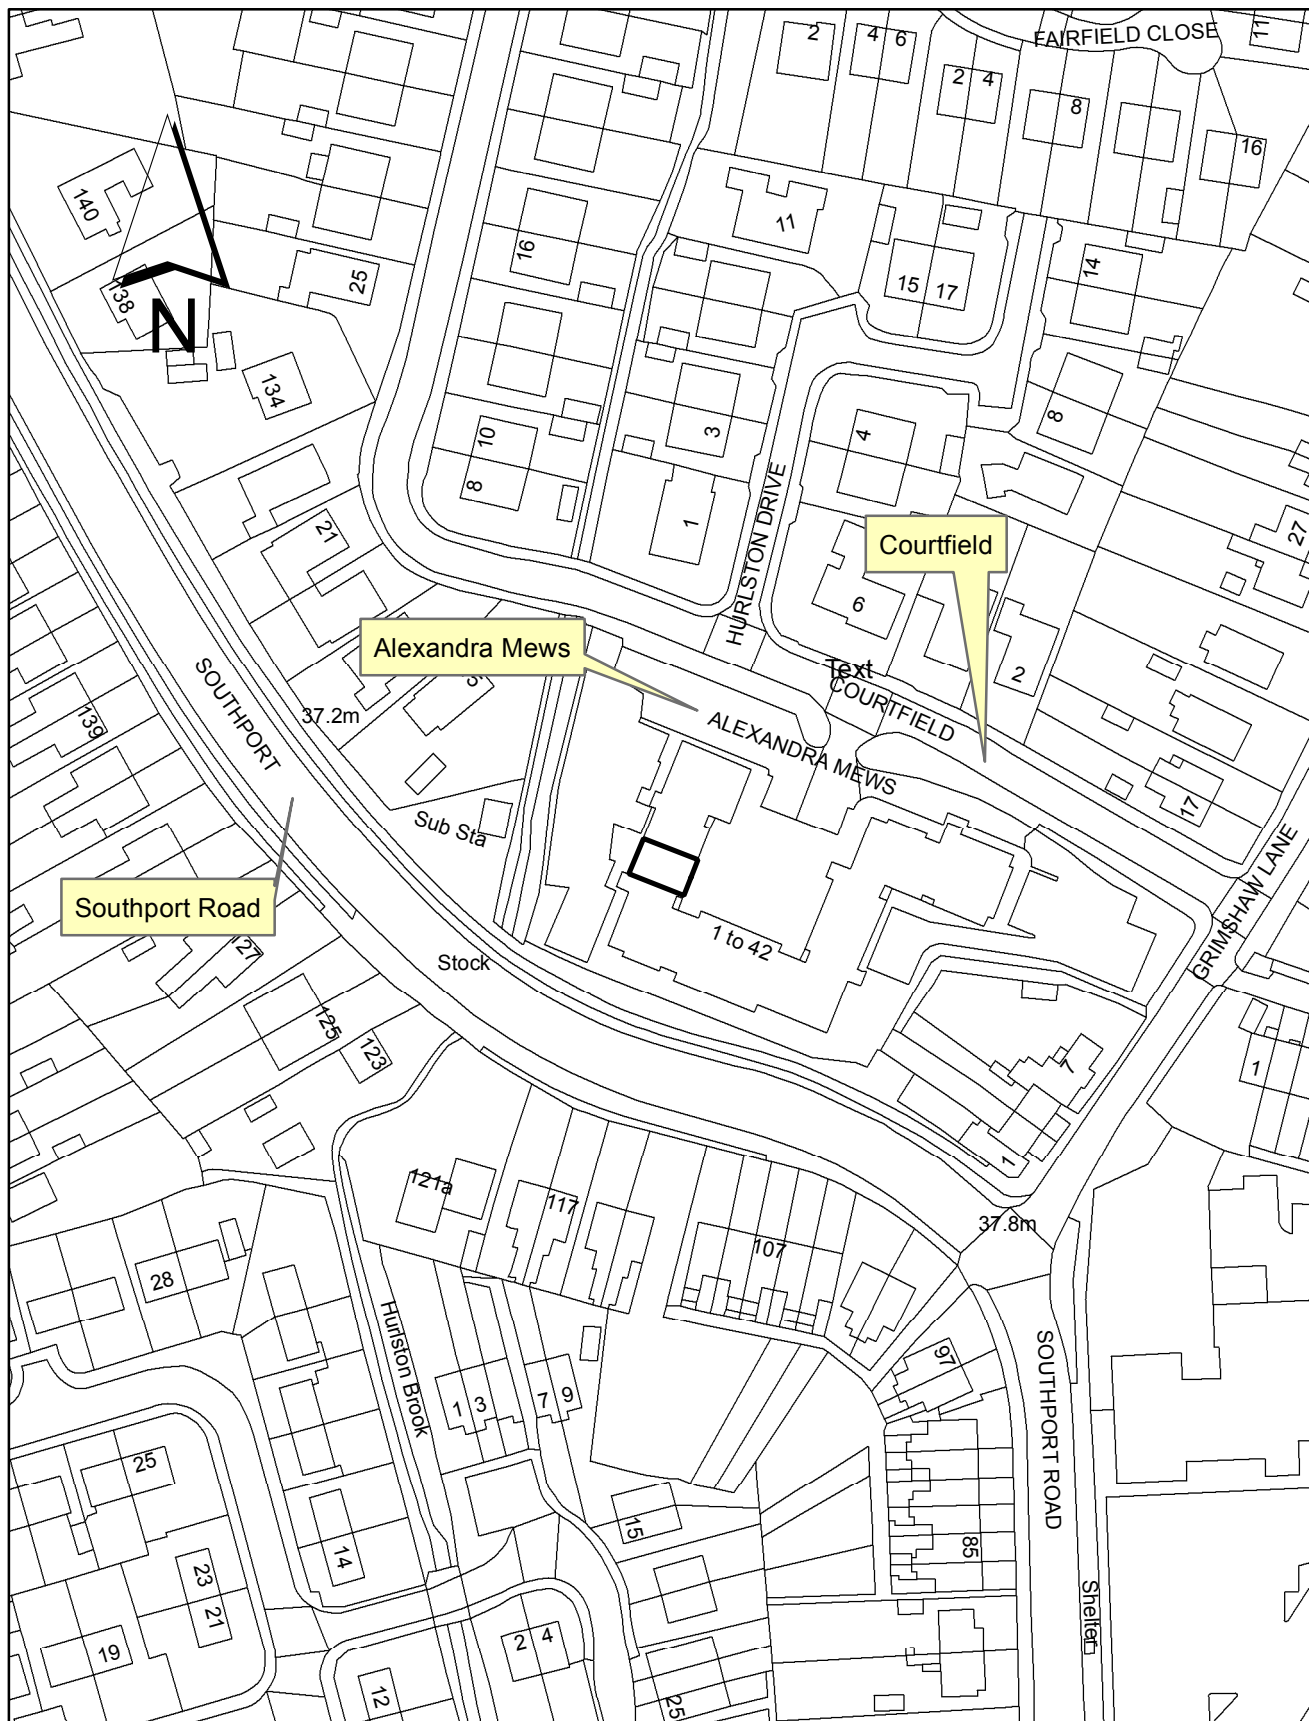 FAIRFIELD CLOSE
11
2
4 6
2 4
8
16
140
11
16
25
14
15 17
138
N
134
10
8
3
4
8
1
HURLSTON DRIVE
27
21
Courtfield
6
Alexandra Mews
Text
2
5
COURTFIELD
SOUTHPORT
37.2m
139
ALEXANDRA MEWS
17
Sub Sta
GRIMSHAW LANE
Southport Road
127
1 to 42
Stock
125
123
7
1
1
121a
117
37.8m
107
28
Hurlston Brook
SOUTHPORT ROAD
97
1 3
7 9
25
15
85
14
23
21
Shelter
2 4
19
12
25